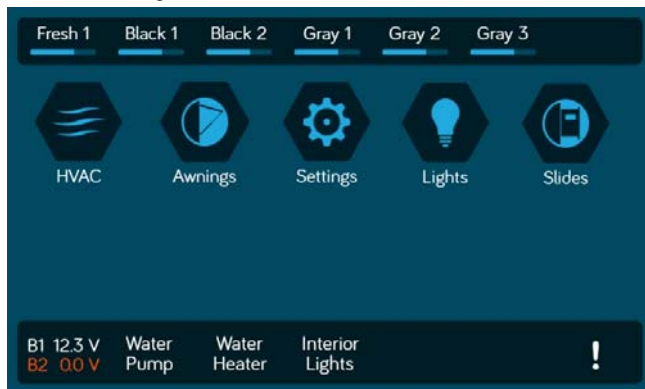 Fresh 1 Black 1 Black 2 Gray 1 Gray 2 Gray 3
HVAC Awnings Settings Lights Slides
B1 12.3 V Water Water Interior
B2 0.0 V Pump Heater Lights !